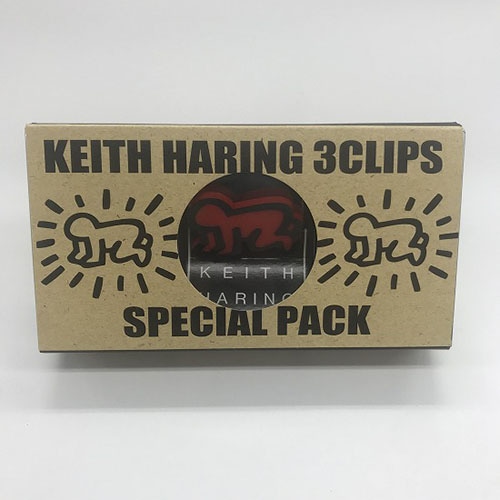 KEITH HARING 3CLIPS
KEITH
HARING
SPECIAL PACK